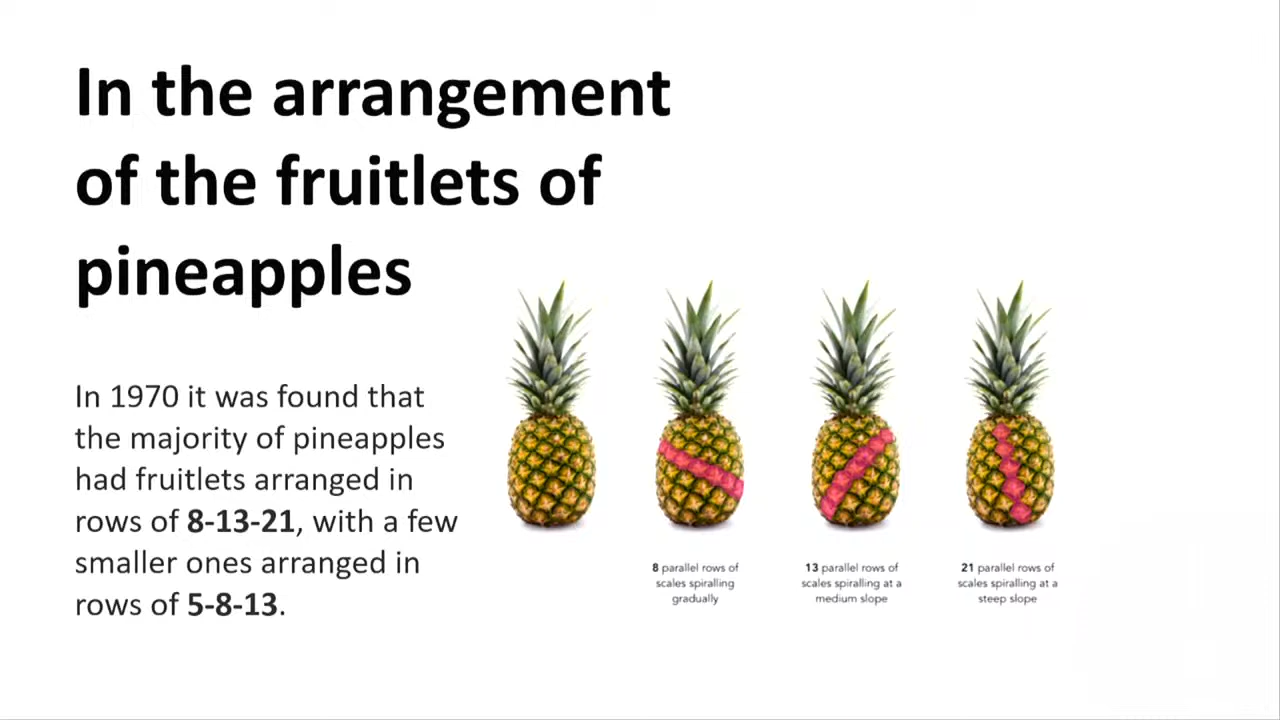 In the arrangement
of the fruitlets of
pineapples
In 1970 it was found that
the majority of pineapples
had fruitlets arranged in
rows of 8-13-21, with a few
smaller ones arranged in
rows of 5-8-13.
8 parallel rows of
scales spiralling
gradually
13 parallel rows of
scales spiralling at a
medium slope
21 parallel rows of
scales spiralling at a
steep slope